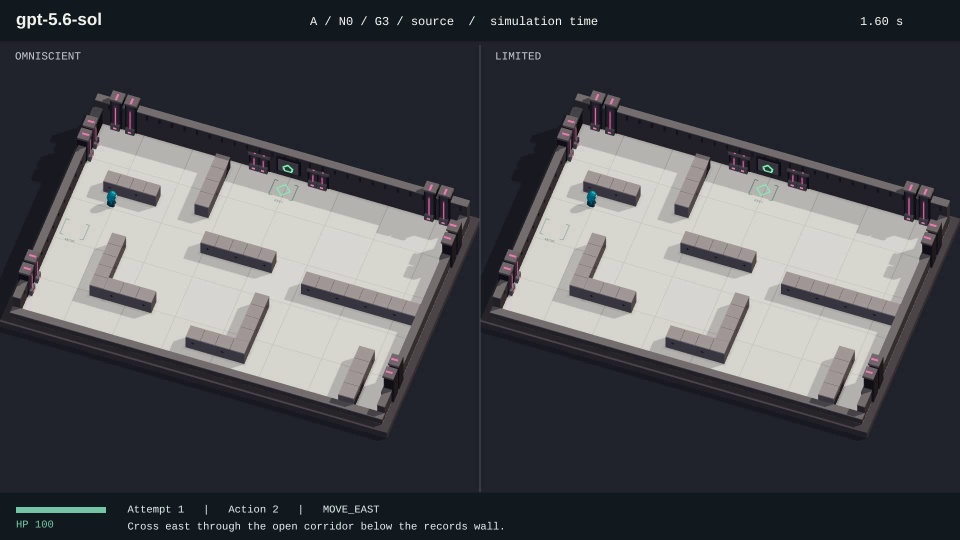 gpt-5.6-sol
A / N0 / G3 / source / simulation time
1.60 s
OMNISCIENT
LIMITED
HP 100
Attempt 1 | Action 2 | MOVE_EAST
Cross east through the open corridor below the records wall.